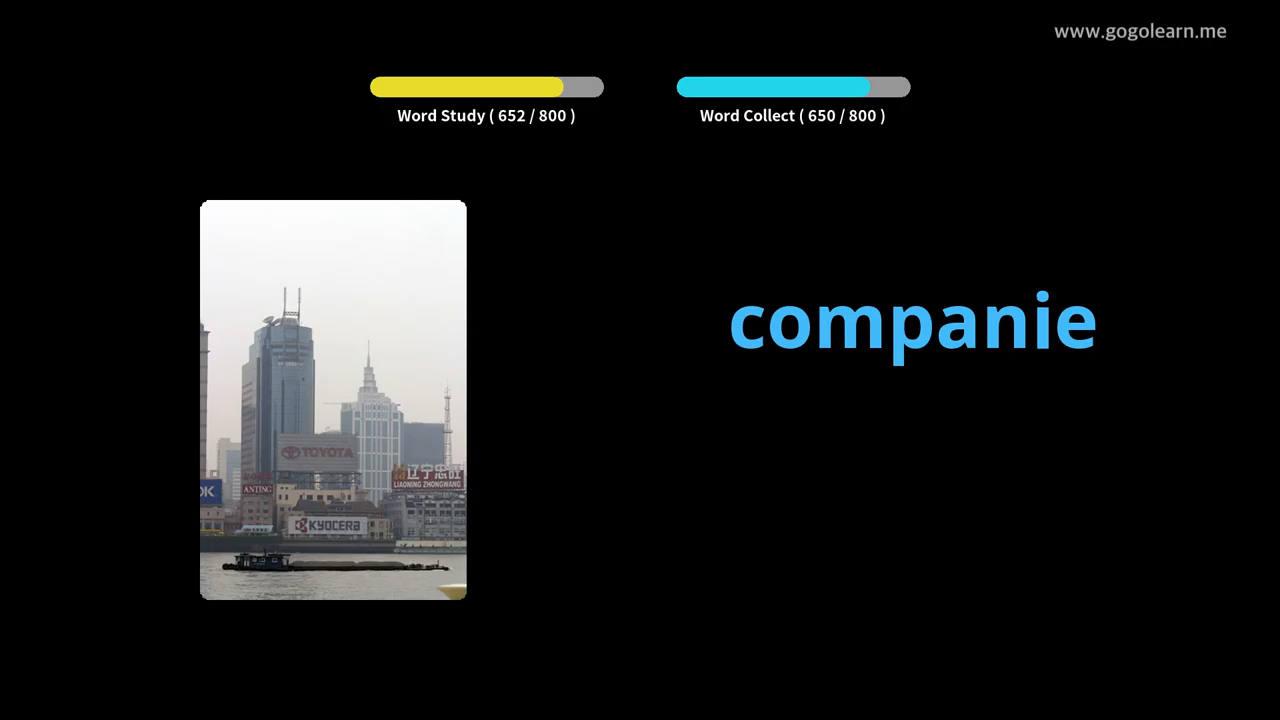 www.gogolearn.me
Word Study ( 652 / 800 )
Word Collect ( 650 / 800 )
companie
TOYOTA
辽宁忠旺
LIAONING ZHONGWANG
OK
ANTING
KYOCERA